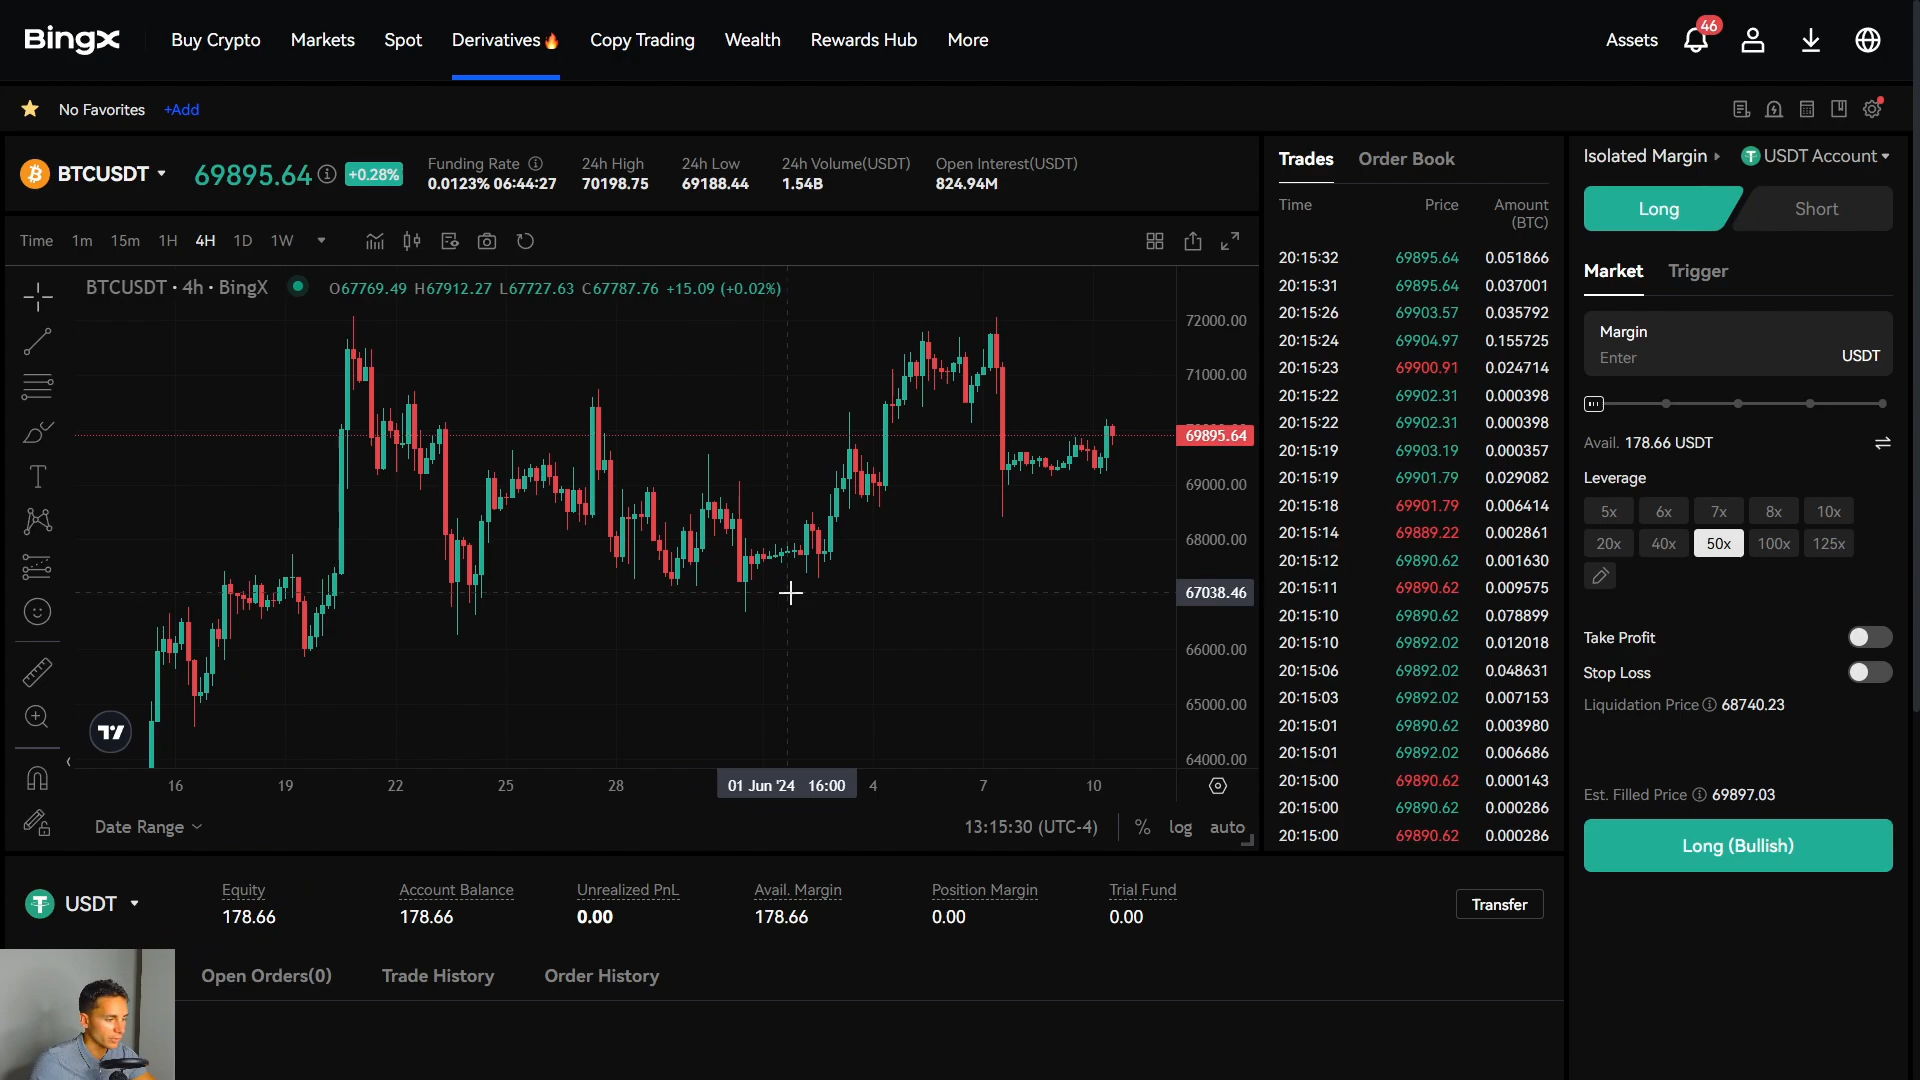 BingX Buy Crypto Markets Spot Derivatives Copy Trading Wealth Rewards Hub More Assets 46
No Favorites +Add
BTCUSDT 69895.64 +0.28%
Funding Rate 24h High 24h Low 24h Volume(USDT) Open Interest(USDT)
0.0123% 06:44:27 70198.75 69188.44 1.54B 824.94M
Time 1m 15m 1H 4H 1D 1W
BTCUSDT · 4h · BingX O67769.49 H67912.27 L67727.63 C67787.76 +15.09 (+0.02%)
72000.00
71000.00
69895.64
69000.00
68000.00
67038.46
66000.00
65000.00
64000.00
16 19 22 25 28 01 Jun '24 16:00 4 7 10
Date Range 13:15:30 (UTC-4) % log auto
Trades Order Book
Time Price Amount
(BTC)
20:15:32 69895.64 0.051866
20:15:31 69895.64 0.037001
20:15:26 69903.57 0.035792
20:15:24 69904.97 0.155725
20:15:23 69900.91 0.024714
20:15:22 69902.31 0.000398
20:15:22 69902.31 0.000398
20:15:19 69903.19 0.000357
20:15:19 69901.79 0.029082
20:15:18 69901.79 0.006414
20:15:14 69889.22 0.002861
20:15:12 69890.62 0.001630
20:15:11 69890.62 0.009575
20:15:10 69890.62 0.078899
20:15:10 69892.02 0.012018
20:15:06 69892.02 0.048631
20:15:03 69892.02 0.007153
20:15:01 69890.62 0.003980
20:15:01 69892.02 0.006686
20:15:00 69890.62 0.000143
20:15:00 69890.62 0.000286
20:15:00 69890.62 0.000286
Isolated Margin USDT Account
Long Short
Market Trigger
Margin
Enter USDT
Avail. 178.66 USDT
Leverage
5x 6x 7x 8x 10x
20x 40x 50x 100x 125x
Take Profit
Stop Loss
Liquidation Price 68740.23
Est. Filled Price 69897.03
Long (Bullish)
USDT
Equity Account Balance Unrealized PnL Avail. Margin Position Margin Trial Fund
178.66 178.66 0.00 178.66 0.00 0.00
Transfer
Open Orders(0) Trade History Order History